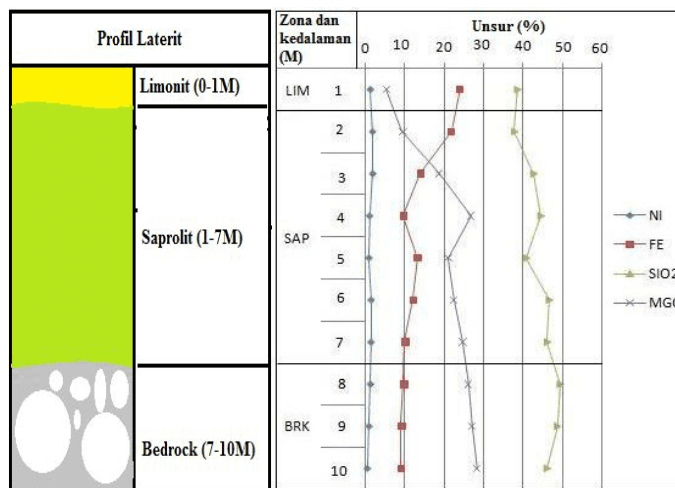 Profil Laterit
Limonit (0-1M)
Saprolit (1-7M)
Bedrock (7-10M)
Zona dan
kedalaman
(M)
Unsur (%)
0 10 20 30 40 50 60
LIM 1
2
3
4
SAP
5
6
7
8
BRK 9
10
NI
FE
SIO2
MGO